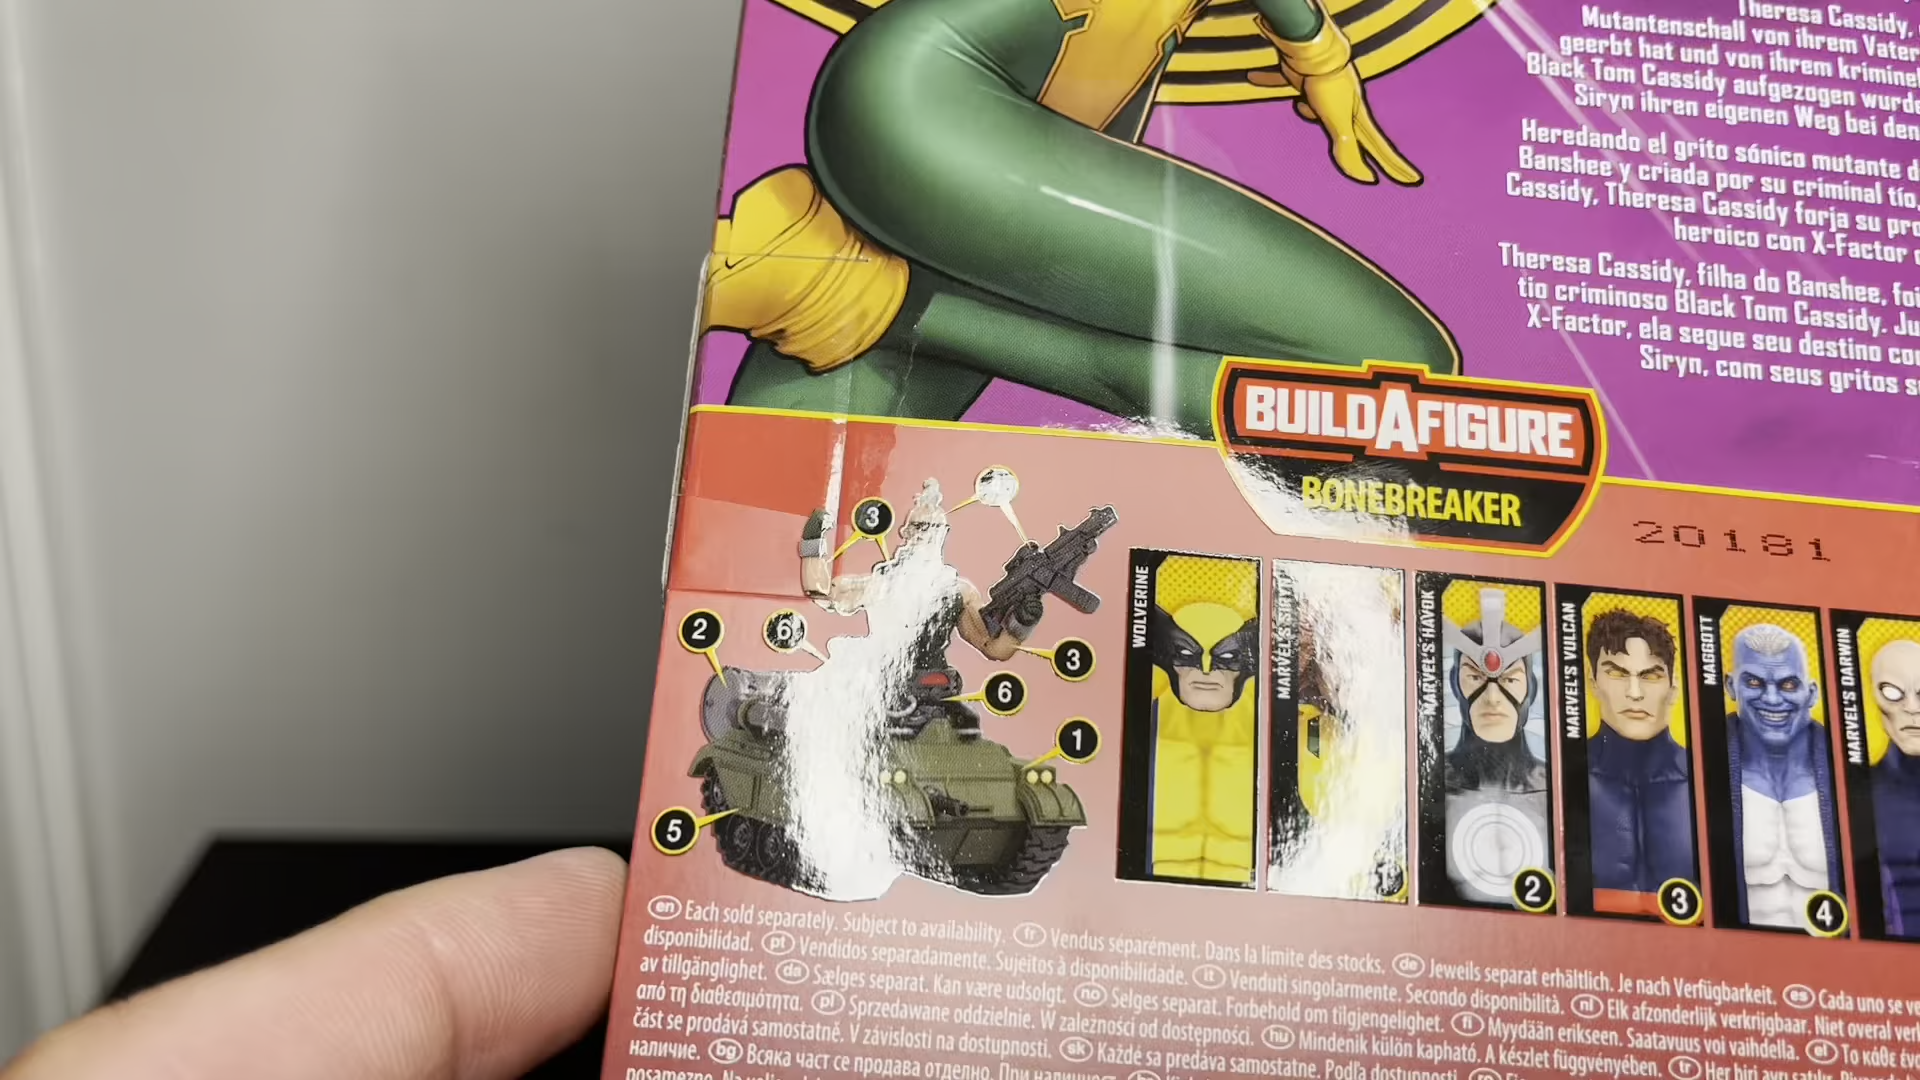 Theresa Cassidy,
Mutantenschall von ihrem Vater
geerbt hat und von ihrem
Black Tom Cassidy aufgezogen
Siryn ihren eigenen Weg bei den
Heredando el grito sónico mutante
Banshee y criada por su criminal tío,
Cassidy, Theresa Cassidy forja su
heroico con X-Factor
Theresa Cassidy, filha do Banshee, foi
tio criminoso Black Tom Cassidy.
X-Factor, ela segue seu destino
Siryn, com seus gritos
BUILDAFIGURE
BONEBREAKER
20181
3
2
6
3
6
1
5
WOLVERINE
MARVEL'S SIRYN
1
MARVEL'S HAVOK
2
MARVEL'S VULCAN
3
MAGGOTT
4
MARVEL'S DARWIN
en Each sold separately. Subject to availability. fr Vendus séparément. Dans la limite des stocks. de Jeweils separat erhältlich. Je nach Verfügbarkeit. es Cada uno se
disponibilidad. pt Vendidos separadamente. Sujeitos à disponibilidade. it Venduti singolarmente. Secondo disponibilità. nl Elk afzonderlijk verkrijgbaar. Niet overal
av tillgänglighet. da Sælges separat. Kan være udsolgt. no Selges separat. Forbehold om tilgjengelighet. fi Myydään erikseen. Saatavuus voi vaihdella. el Το κάθε
από τη διαθεσιμότητα. pl Sprzedawane oddzielnie. W zależności od dostępności. hu Mindenik külön kapható. A készlet függvényében. tr Her biri ayrı
část se prodává samostatně. V závislosti na dostupnosti. sk Každé sa predáva samostatne. Podľa dostupnosti.
наличие. bg Всяка част се продава отделно. При наличие.